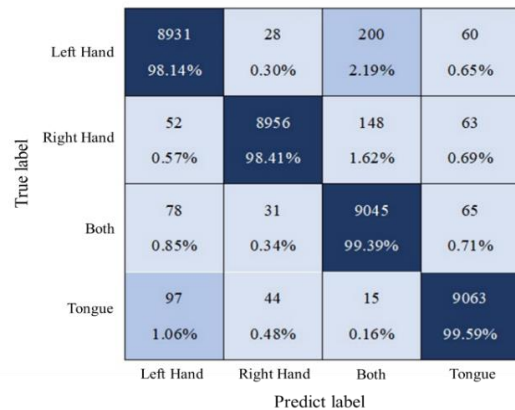 8931 28 200 60
Left Hand
98.14% 0.30% 2.19% 0.65%
52 8956 148 63
Right Hand
0.57% 98.41% 1.62% 0.69%
True label
78 31 9045 65
Both
0.85% 0.34% 99.39% 0.71%
97 44 15 9063
Tongue
1.06% 0.48% 0.16% 99.59%
Left Hand Right Hand Both Tongue
Predict label